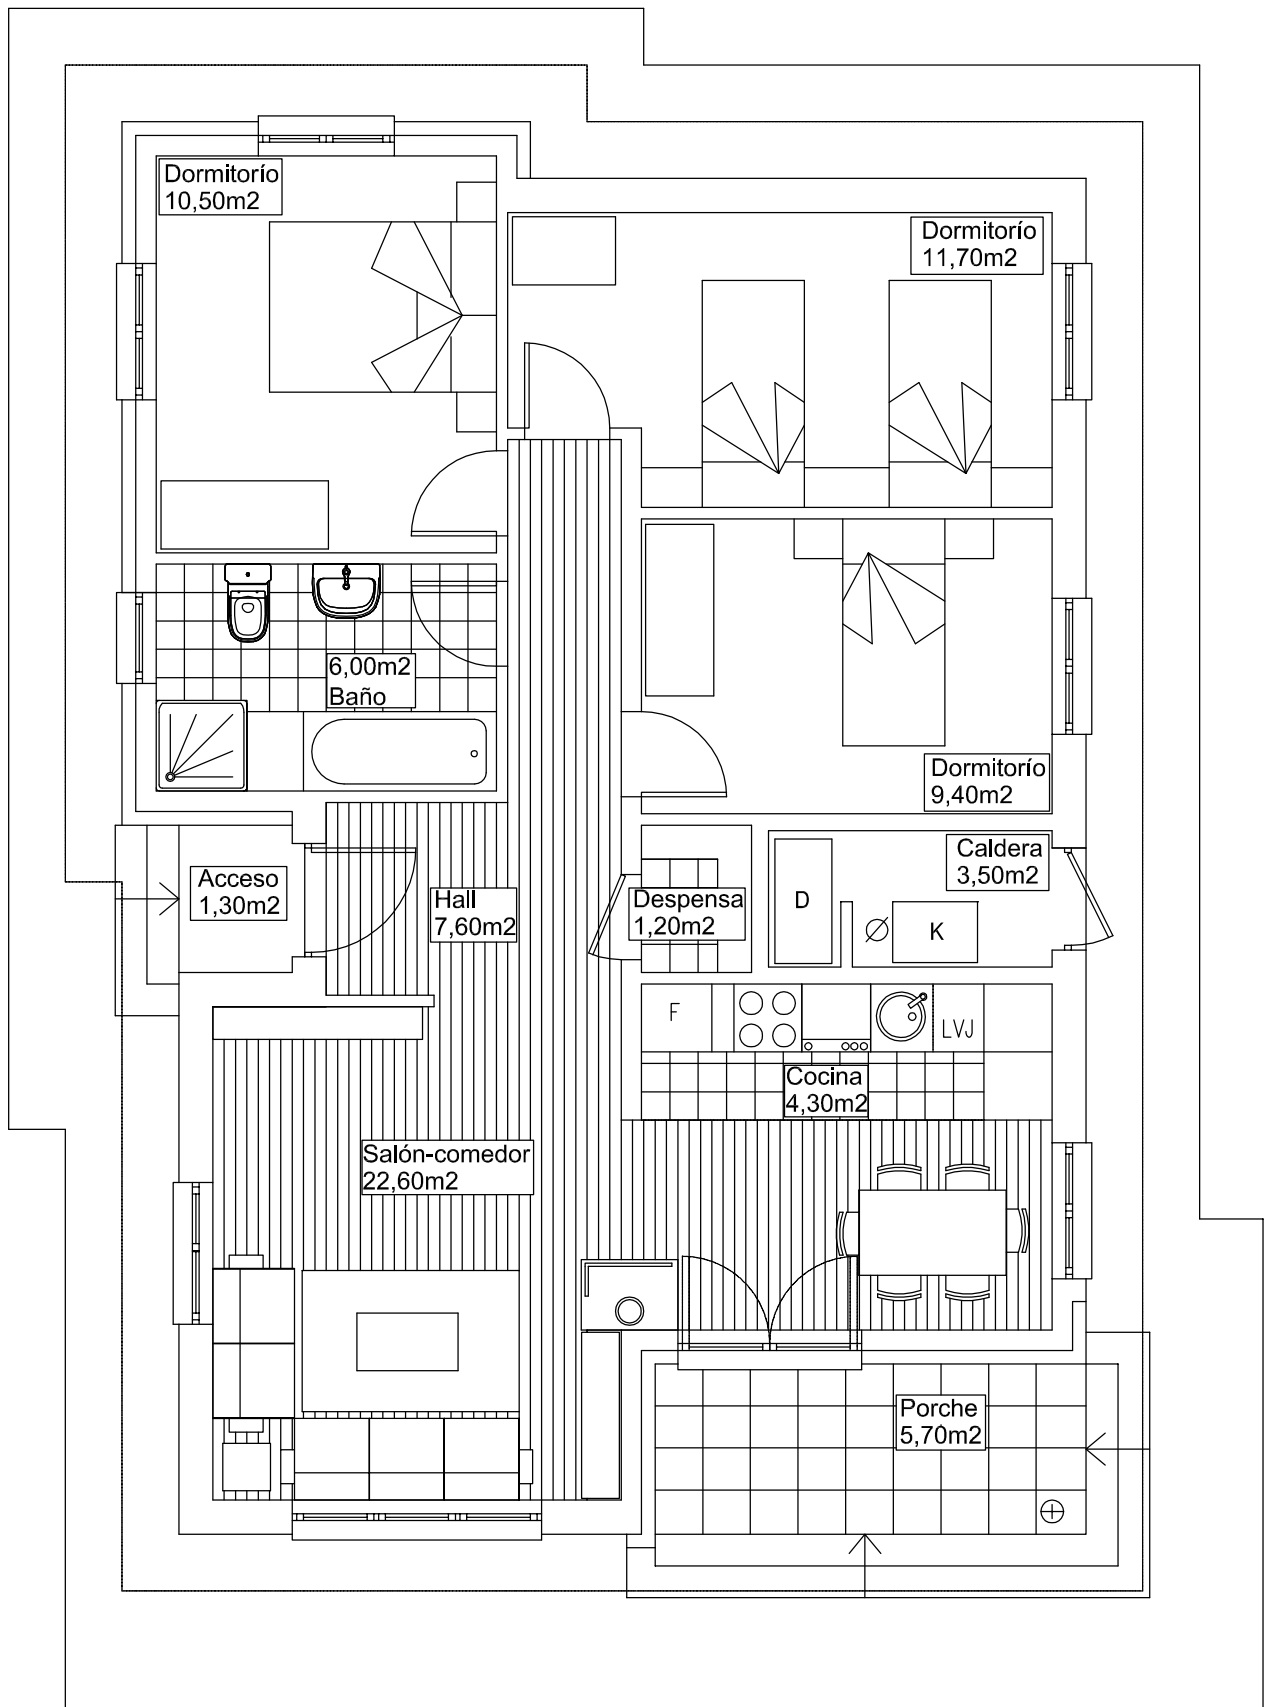 Dormitorío
10,50m2
Dormitorío
11,70m2
6,00m2
Baño
Dormitorío
9,40m2
Acceso
1,30m2
Hall
7,60m2
Despensa
1,20m2
D
Caldera
3,50m2
K
F
LVJ
Cocina
4,30m2
Salón-comedor
22,60m2
Porche
5,70m2